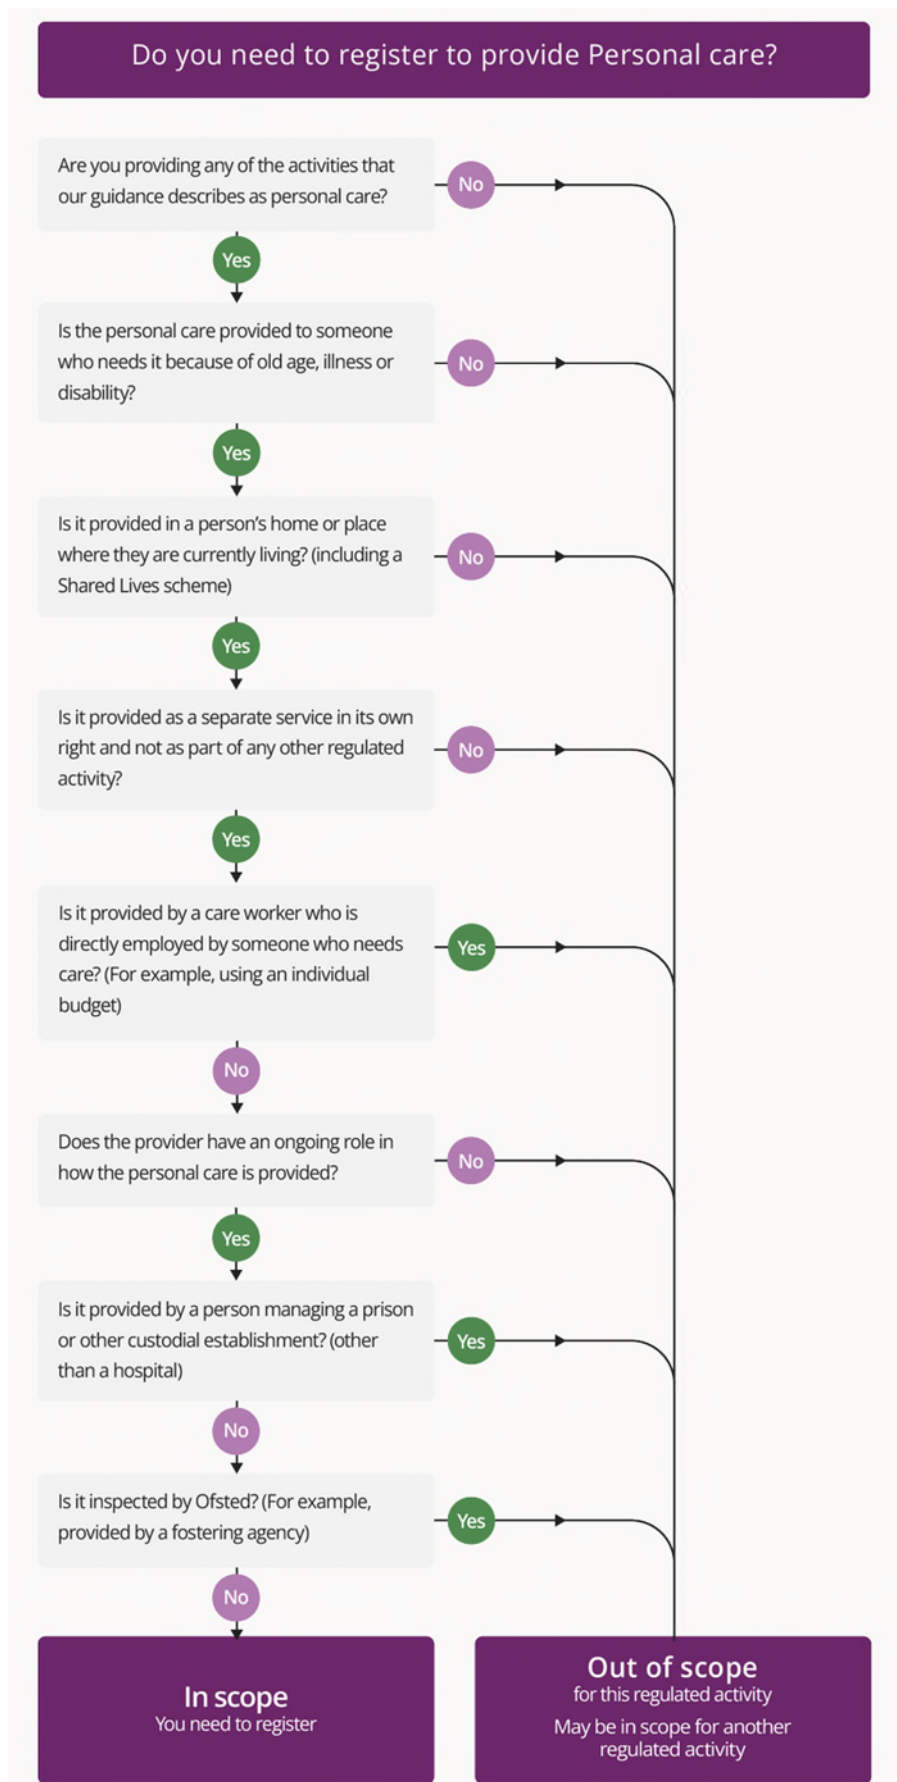 Do you need to register to provide Personal care?
Are you providing any of the activities that
our guidance describes as personal care?
No
Yes
Is the personal care provided to someone
who needs it because of old age, illness or
disability?
No
Yes
Is it provided in a person’s home or place
where they are currently living? (including a
Shared Lives scheme)
No
Yes
Is it provided as a separate service in its own
right and not as part of any other regulated
activity?
No
Yes
Is it provided by a care worker who is
directly employed by someone who needs
care? (For example, using an individual
budget)
Yes
No
Does the provider have an ongoing role in
how the personal care is provided?
No
Yes
Is it provided by a person managing a prison
or other custodial establishment? (other
than a hospital)
Yes
No
Is it inspected by Ofsted? (For example,
provided by a fostering agency)
Yes
No
In scope
You need to register
Out of scope
for this regulated activity
May be in scope for another
regulated activity